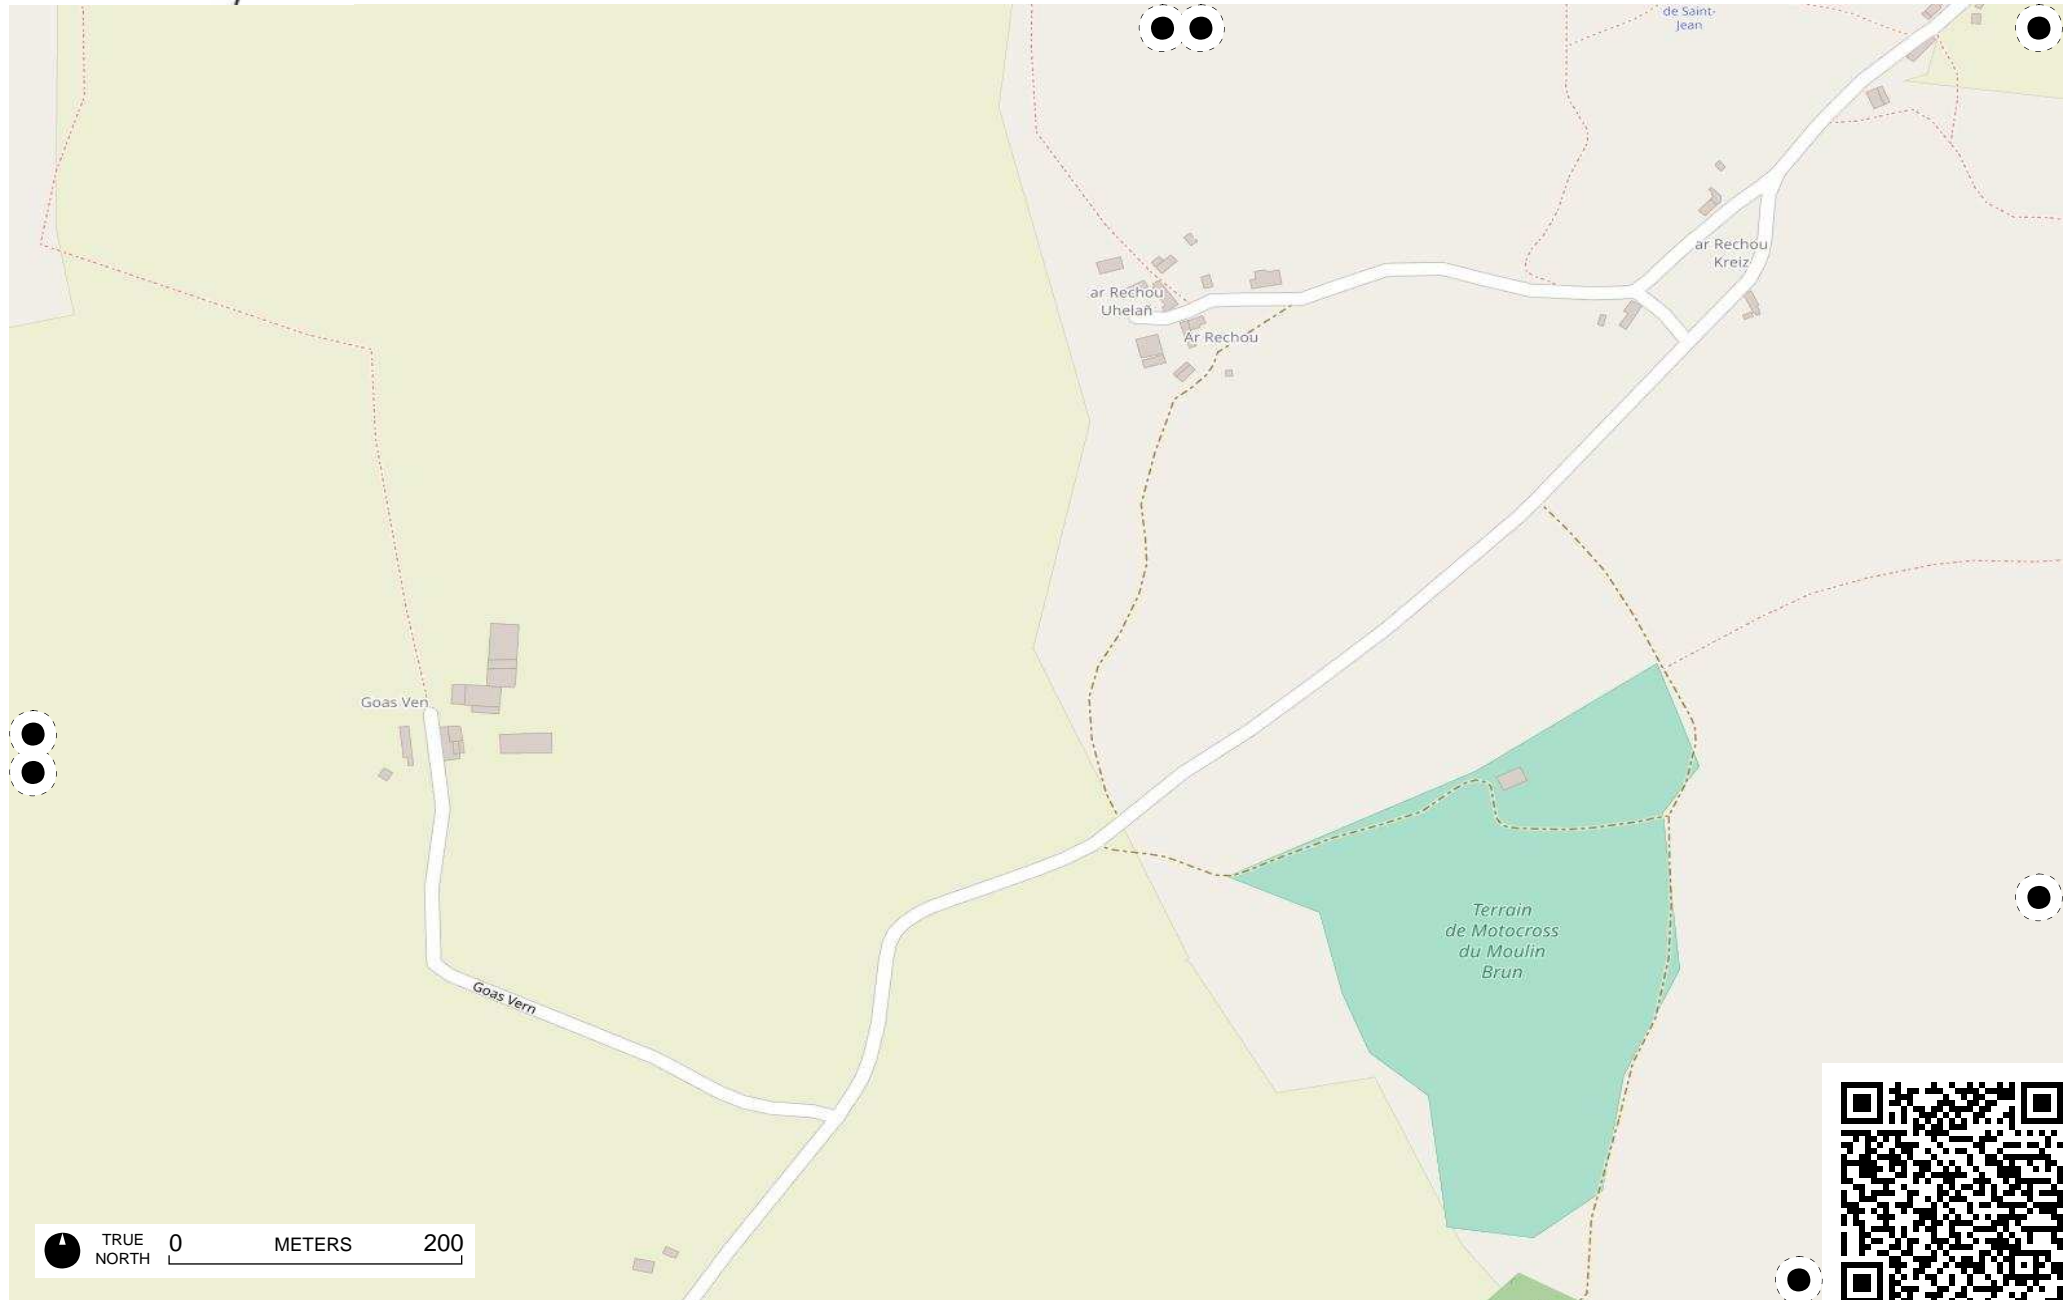 de Saint-
Jean
ar Rechou
Kreiz
ar Rechou
Uhelañ
Ar Rechou
Goas Ven
Terrain
de Motocross
du Moulin
Brun
Goas Vern
TRUE
NORTH
0 METERS 200